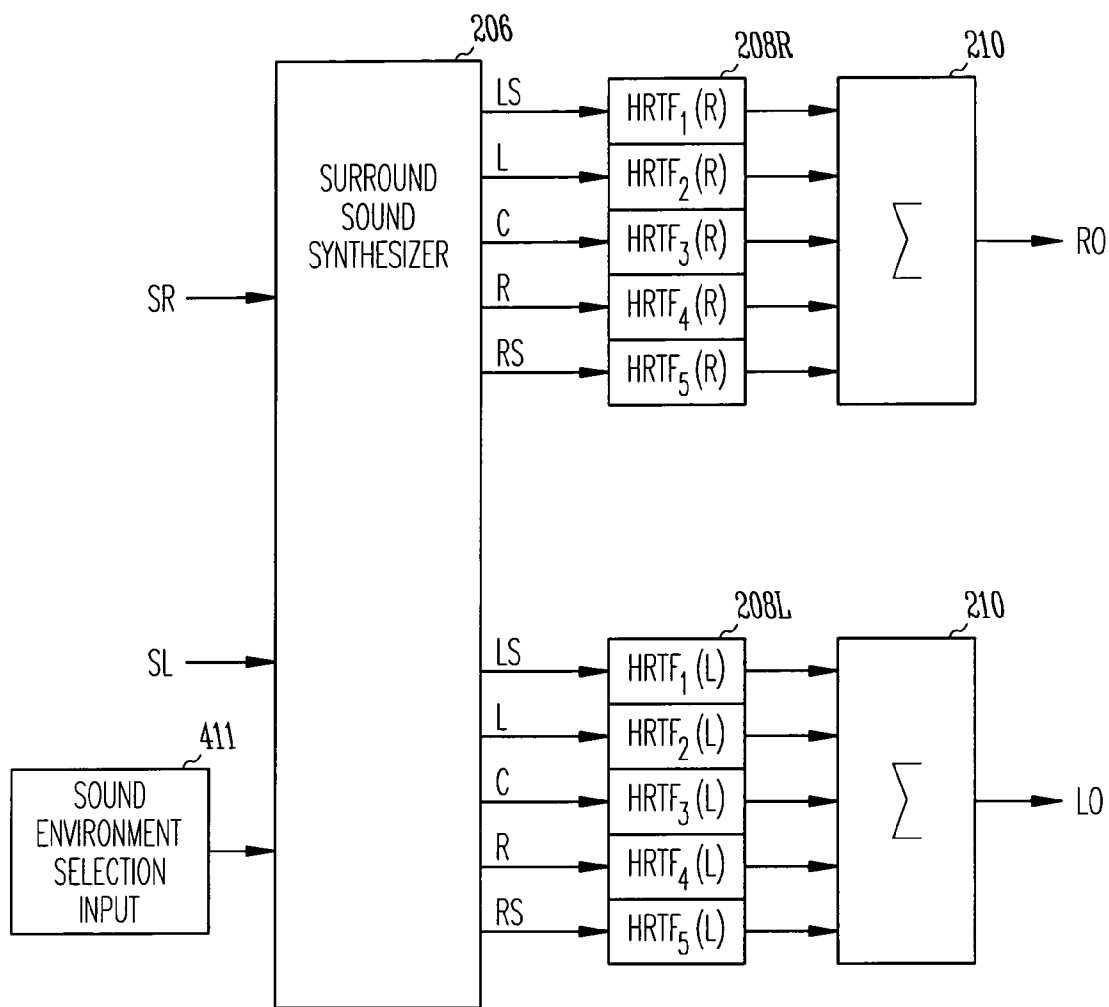 206
208R
210
LS
HRTF1 (R)
L
HRTF2 (R)
SURROUND
SOUND
SYNTHESIZER
C
HRTF3 (R)
Σ
RO
SR
R
HRTF4 (R)
RS
HRTF5 (R)
208L
210
SL
LS
HRTF1 (L)
L
HRTF2 (L)
411
SOUND
ENVIRONMENT
SELECTION
INPUT
C
HRTF3 (L)
Σ
LO
R
HRTF4 (L)
RS
HRTF5 (L)